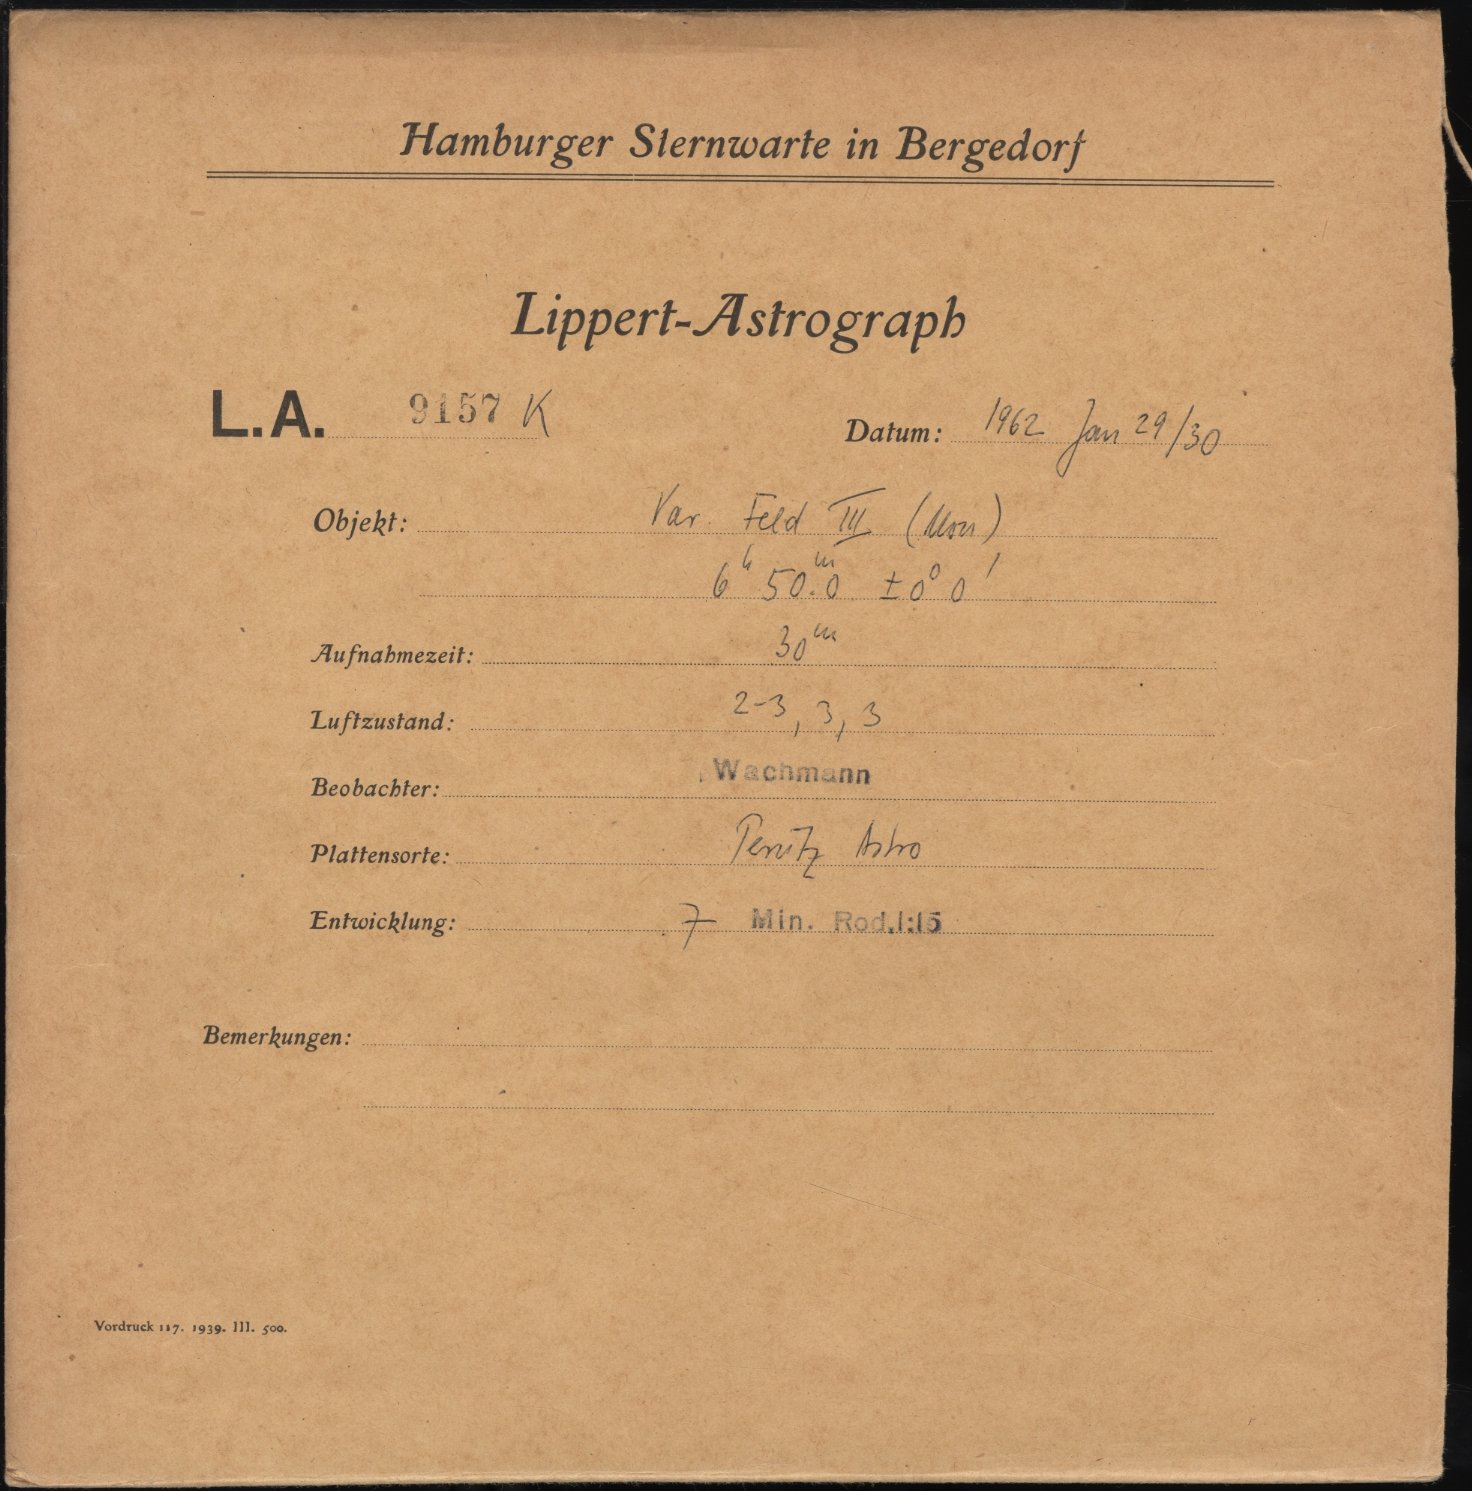 Hamburger Sternwarte in Bergedorf
Lippert-Astrograph
L.A. 9157 K
Datum: 1962 Jan 29/30
Objekt: Var. Feld III (Mon)
6ʰ 50.ᵐ0 ±0° 0′
Aufnahmezeit: 30ᵐ
Luftzustand: 2-3, 3, 3
Beobachter: Wachmann
Plattensorte: Perutz Astro
Entwicklung: 7 Min. Rod.1:15
Bemerkungen:
Vordruck 117. 1939. III. 500.